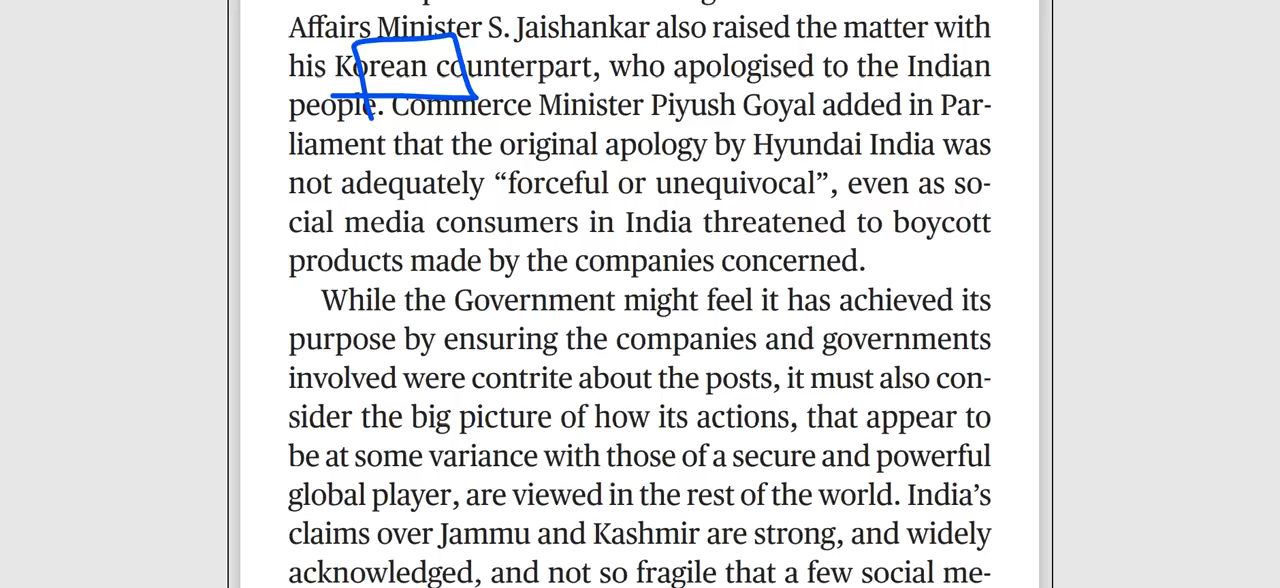 Affairs Minister S. Jaishankar also raised the matter with
his Korean counterpart, who apologised to the Indian
people. Commerce Minister Piyush Goyal added in Par-
liament that the original apology by Hyundai India was
not adequately “forceful or unequivocal”, even as so-
cial media consumers in India threatened to boycott
products made by the companies concerned.
While the Government might feel it has achieved its
purpose by ensuring the companies and governments
involved were contrite about the posts, it must also con-
sider the big picture of how its actions, that appear to
be at some variance with those of a secure and powerful
global player, are viewed in the rest of the world. India’s
claims over Jammu and Kashmir are strong, and widely
acknowledged, and not so fragile that a few social me-